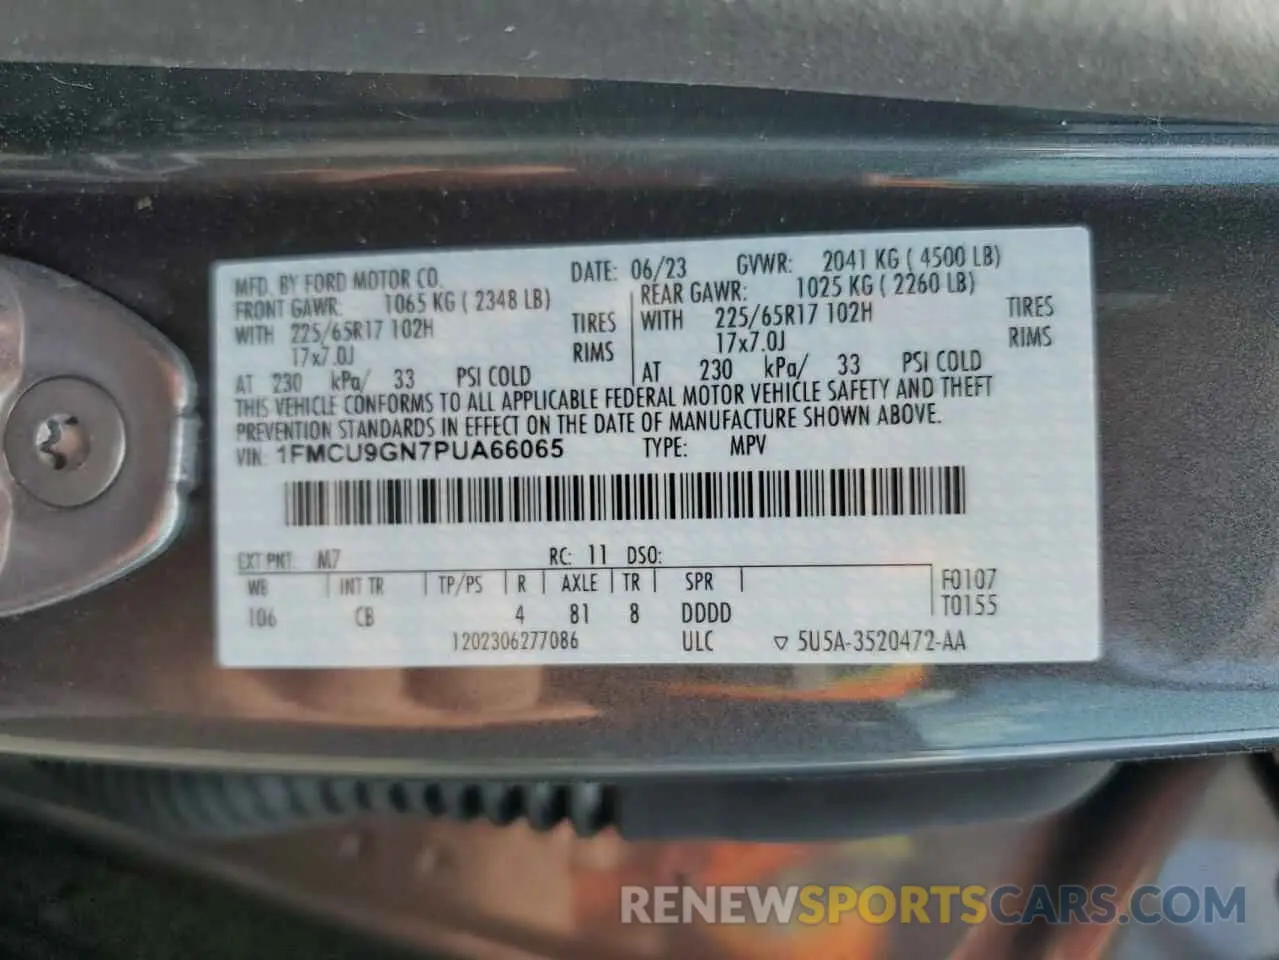 MFD. BY FORD MOTOR CO. DATE: 06/23 GVWR: 2041 KG ( 4500 LB)
FRONT GAWR: 1065 KG ( 2348 LB) REAR GAWR: 1025 KG ( 2260 LB)
WITH 225/65R17 102H TIRES WITH 225/65R17 102H TIRES
17x7.0J RIMS 17x7.0J RIMS
AT 230 kPa/ 33 PSI COLD AT 230 kPa/ 33 PSI COLD
THIS VEHICLE CONFORMS TO ALL APPLICABLE FEDERAL MOTOR VEHICLE SAFETY AND THEFT
PREVENTION STANDARDS IN EFFECT ON THE DATE OF MANUFACTURE SHOWN ABOVE.
VIN: 1FMCU9GN7PUA66065 TYPE: MPV
EXT PNT: M7 RC: 11 DSO:
WB INT TR TP/PS R AXLE TR SPR F0107
106 CB 4 81 8 DDDD T0155
1202306277086 ULC ▽ 5U5A-3520472-AA
RENEWSPORTSCARS.COM